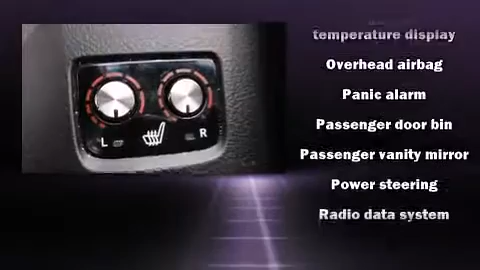 temperature display
Overhead airbag
Panic alarm
Passenger door bin
Passenger vanity mirror
Power steering
Radio data system
L R